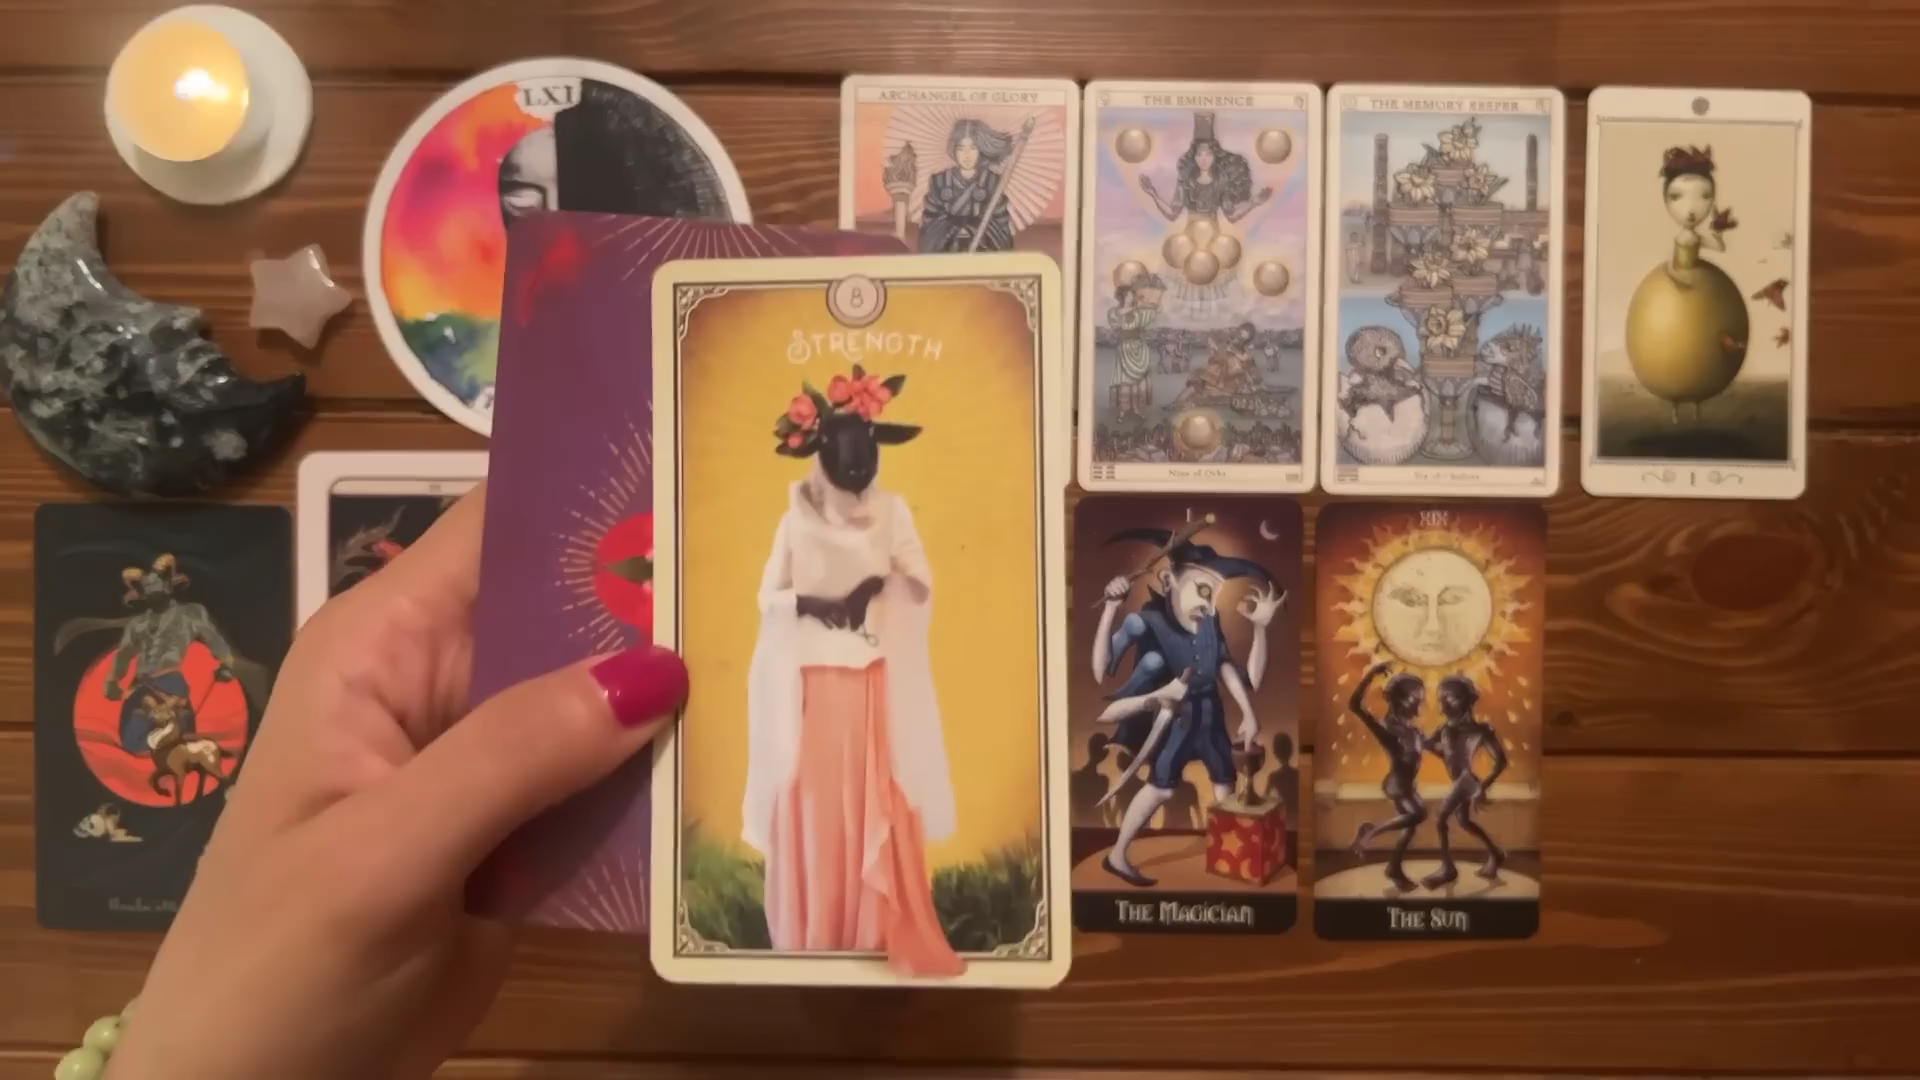 LXI
ARCHANGEL OF GLORY
THE EMINENCE
THE MEMORY KEEPER
8
STRENGTH
Nine of Orbs
I
I
XIX
THE MAGICIAN
THE SUN